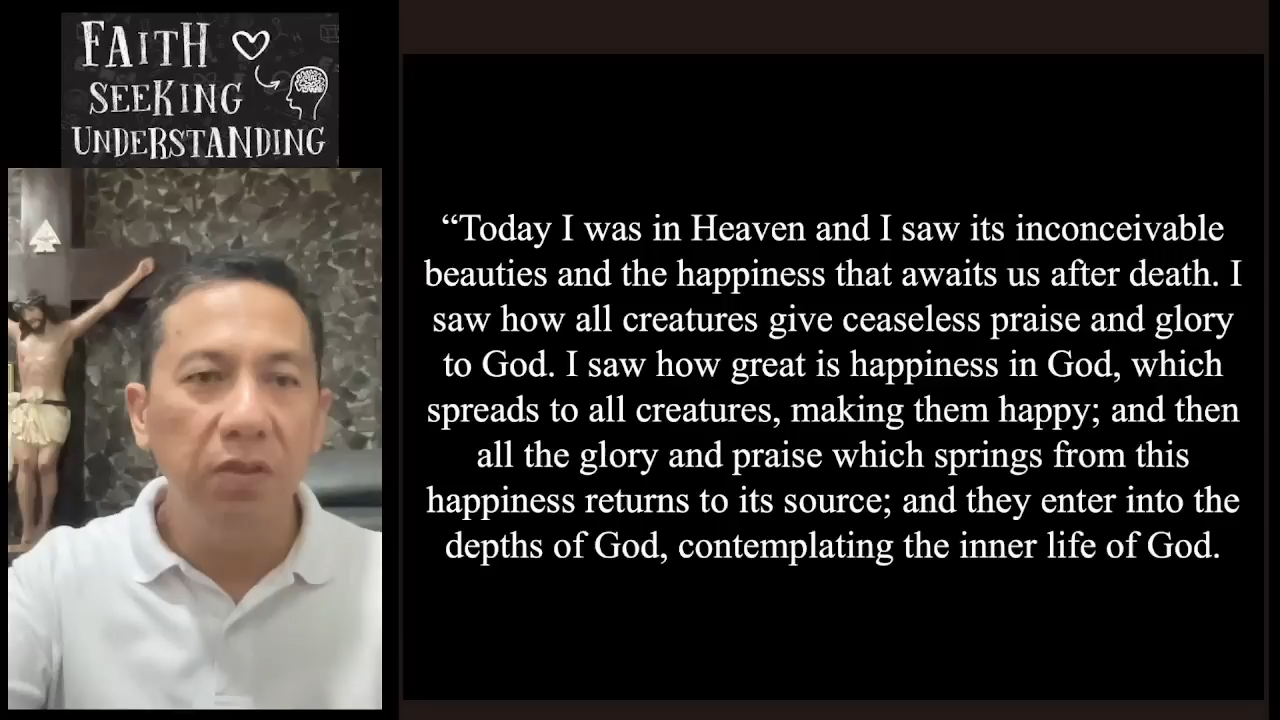 FAITH
SEEKING
UNDERSTANDING
“Today I was in Heaven and I saw its inconceivable
beauties and the happiness that awaits us after death. I
saw how all creatures give ceaseless praise and glory
to God. I saw how great is happiness in God, which
spreads to all creatures, making them happy; and then
all the glory and praise which springs from this
happiness returns to its source; and they enter into the
depths of God, contemplating the inner life of God.